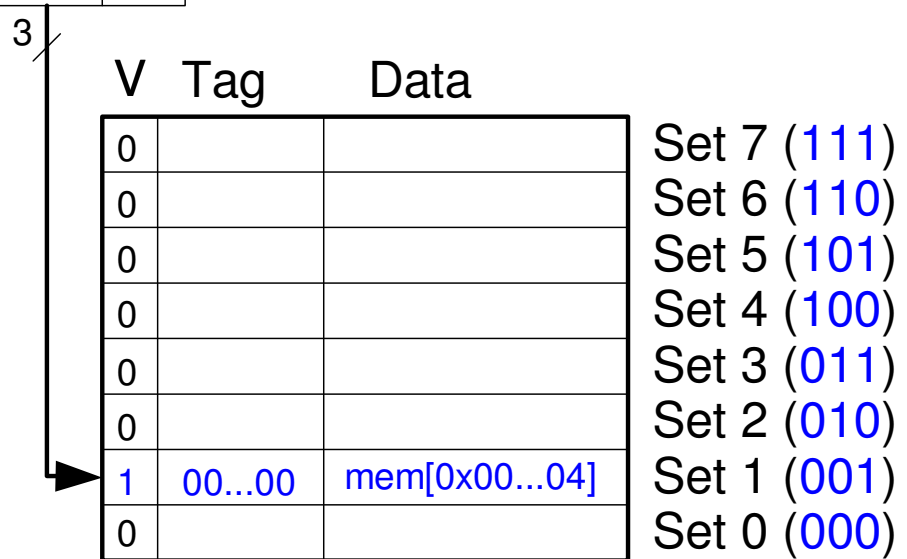 3
V Tag Data
0 Set 7 (111)
0 Set 6 (110)
0 Set 5 (101)
0 Set 4 (100)
0 Set 3 (011)
0 Set 2 (010)
1 00...00 mem[0x00...04] Set 1 (001)
0 Set 0 (000)